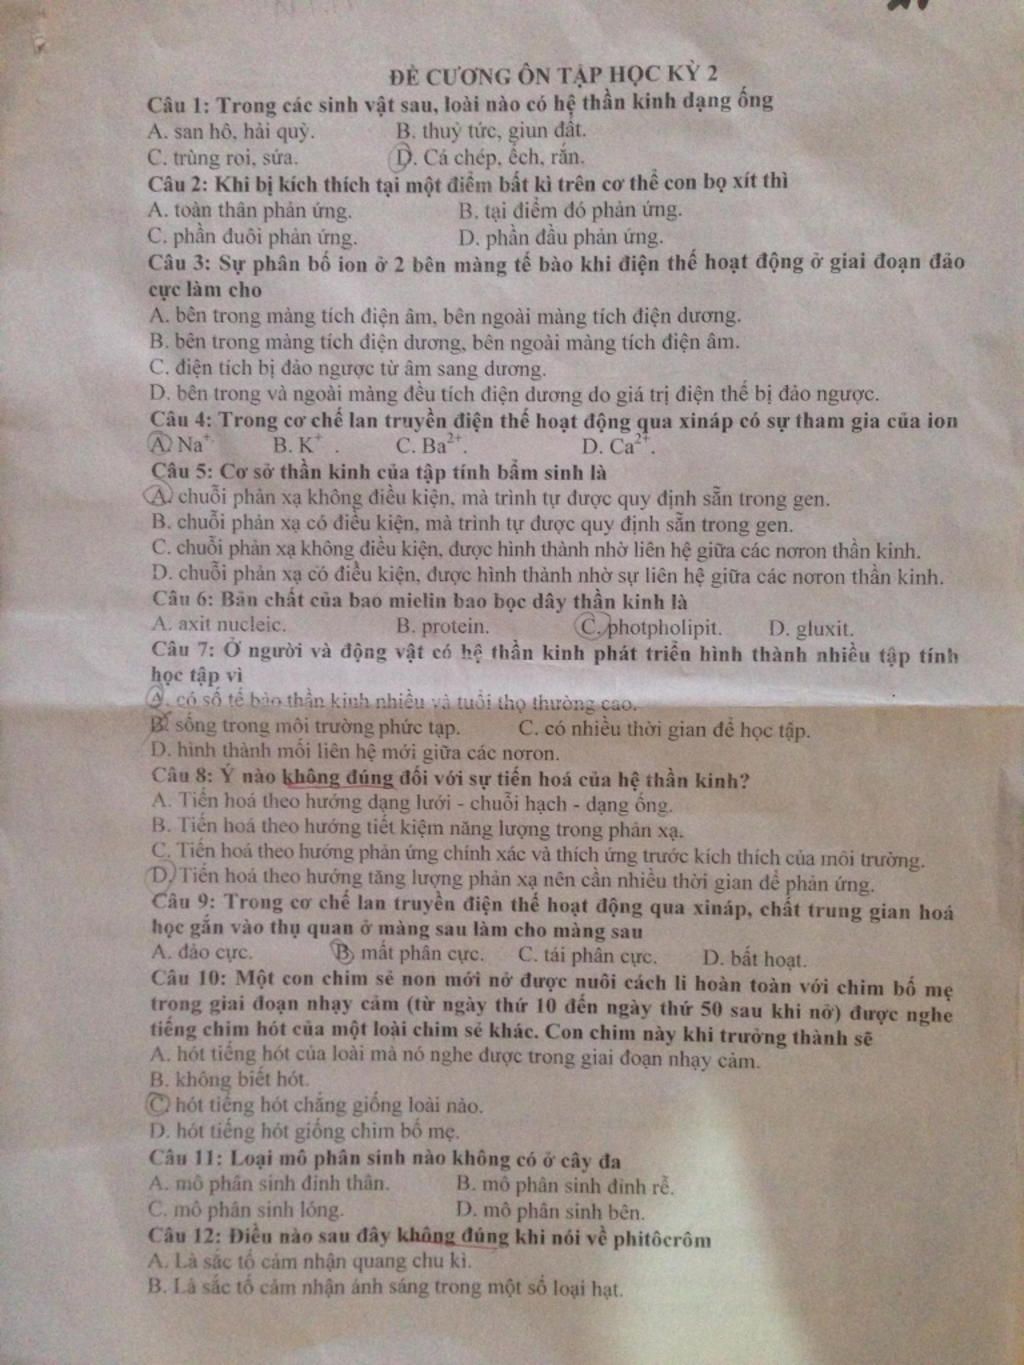 ĐỀ CƯƠNG ÔN TẬP HỌC KỲ 2
Câu 1: Trong các sinh vật sau, loài nào có hệ thần kinh dạng ống
A. san hô, hải quỳ. B. thuỷ tức, giun đất.
C. trùng roi, sứa. D. Cá chép, ếch, rắn.
Câu 2: Khi bị kích thích tại một điểm bất kì trên cơ thể con bọ xít thì
A. toàn thân phản ứng. B. tại điểm đó phản ứng.
C. phần đuôi phản ứng. D. phần đầu phản ứng.
Câu 3: Sự phân bố ion ở 2 bên màng tế bào khi điện thế hoạt động ở giai đoạn đảo
cực làm cho
A. bên trong màng tích điện âm, bên ngoài màng tích điện dương.
B. bên trong màng tích điện dương, bên ngoài màng tích điện âm.
C. điện tích bị đảo ngược từ âm sang dương.
D. bên trong và ngoài màng đều tích điện dương do giá trị điện thế bị đảo ngược.
Câu 4: Trong cơ chế lan truyền điện thế hoạt động qua xináp có sự tham gia của ion
A. Na⁺ B. K⁺ . C. Ba²⁺. D. Ca²⁺.
Câu 5: Cơ sở thần kinh của tập tính bẩm sinh là
A. chuỗi phản xạ không điều kiện, mà trình tự được quy định sẵn trong gen.
B. chuỗi phản xạ có điều kiện, mà trình tự được quy định sẵn trong gen.
C. chuỗi phản xạ không điều kiện, được hình thành nhờ liên hệ giữa các nơron thần kinh.
D. chuỗi phản xạ có điều kiện, được hình thành nhờ sự liên hệ giữa các nơron thần kinh.
Câu 6: Bản chất của bao mielin bao bọc dây thần kinh là
A. axit nucleic. B. protein. C. photpholipit. D. gluxit.
Câu 7: Ở người và động vật có hệ thần kinh phát triển hình thành nhiều tập tính
học tập vì
A. có số tế bào thần kinh nhiều và tuổi thọ thường cao.
B. sống trong môi trường phức tạp. C. có nhiều thời gian để học tập.
D. hình thành mối liên hệ mới giữa các nơron.
Câu 8: Ý nào không đúng đối với sự tiến hoá của hệ thần kinh?
A. Tiến hoá theo hướng dạng lưới - chuỗi hạch - dạng ống.
B. Tiến hoá theo hướng tiết kiệm năng lượng trong phản xạ.
C. Tiến hoá theo hướng phản ứng chính xác và thích ứng trước kích thích của môi trường.
D. Tiến hoá theo hướng tăng lượng phản xạ nên cần nhiều thời gian để phản ứng.
Câu 9: Trong cơ chế lan truyền điện thế hoạt động qua xináp, chất trung gian hoá
học gắn vào thụ quan ở màng sau làm cho màng sau
A. đảo cực. B. mất phân cực. C. tái phân cực. D. bất hoạt.
Câu 10: Một con chim sẻ non mới nở được nuôi cách li hoàn toàn với chim bố mẹ
trong giai đoạn nhạy cảm (từ ngày thứ 10 đến ngày thứ 50 sau khi nở) được nghe
tiếng chim hót của một loài chim sẻ khác. Con chim này khi trưởng thành sẽ
A. hót tiếng hót của loài mà nó nghe được trong giai đoạn nhạy cảm.
B. không biết hót.
C. hót tiếng hót chẳng giống loài nào.
D. hót tiếng hót giống chim bố mẹ.
Câu 11: Loại mô phân sinh nào không có ở cây đa
A. mô phân sinh đỉnh thân. B. mô phân sinh đỉnh rễ.
C. mô phân sinh lóng. D. mô phân sinh bên.
Câu 12: Điều nào sau đây không đúng khi nói về phitôcrôm
A. Là sắc tố cảm nhận quang chu kì.
B. Là sắc tố cảm nhận ánh sáng trong một số loại hạt.